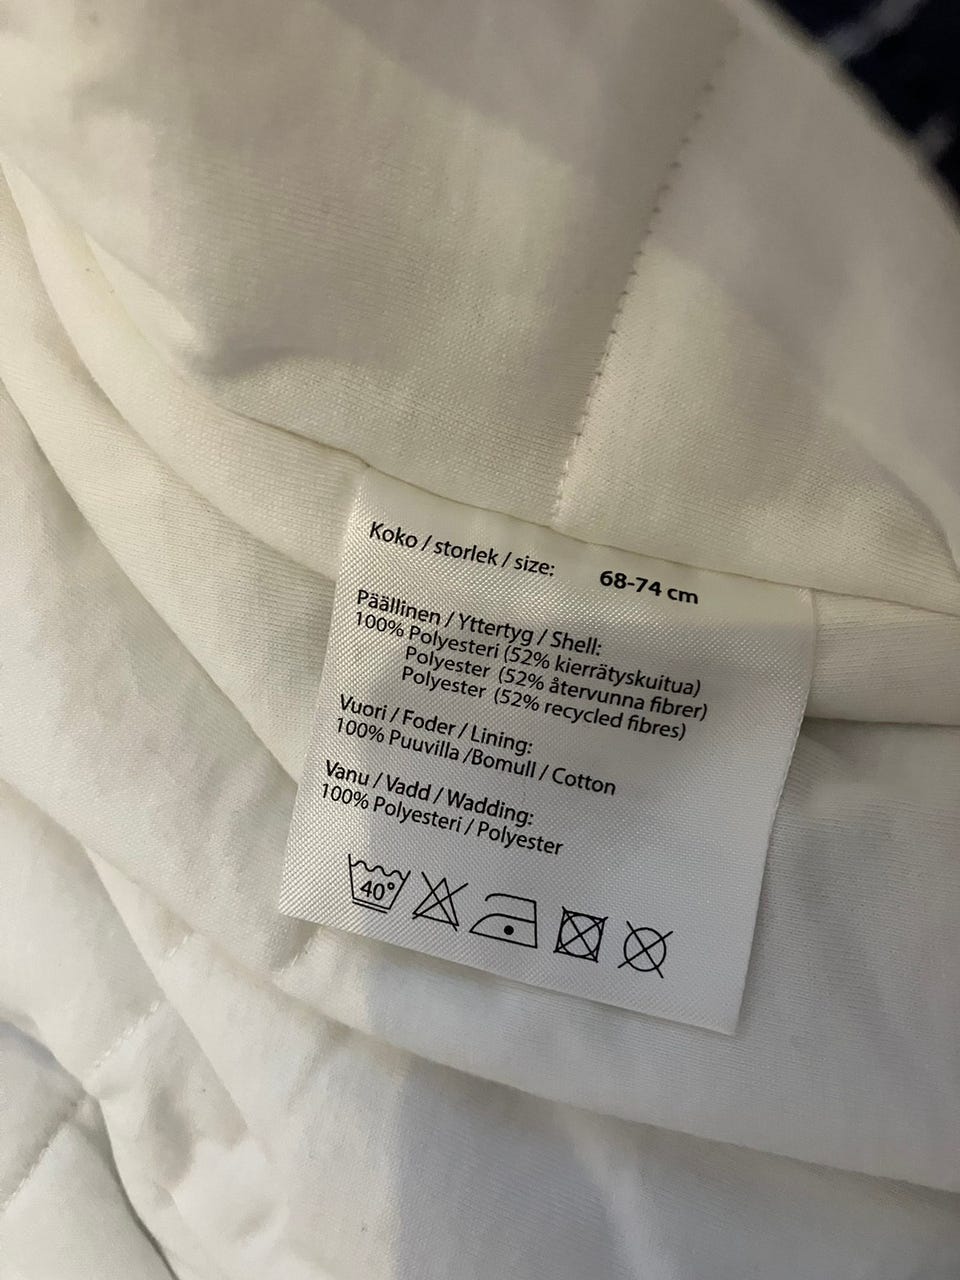 Koko / storlek / size: 68-74 cm
Päällinen / Yttertyg / Shell:
100% Polyesteri (52% kierrätyskuitua)
Polyester (52% återvunna fibrer)
Polyester (52% recycled fibres)
Vuori / Foder / Lining:
100% Puuvilla /Bomull / Cotton
Vanu / Vadd / Wadding:
100% Polyesteri / Polyester
40°